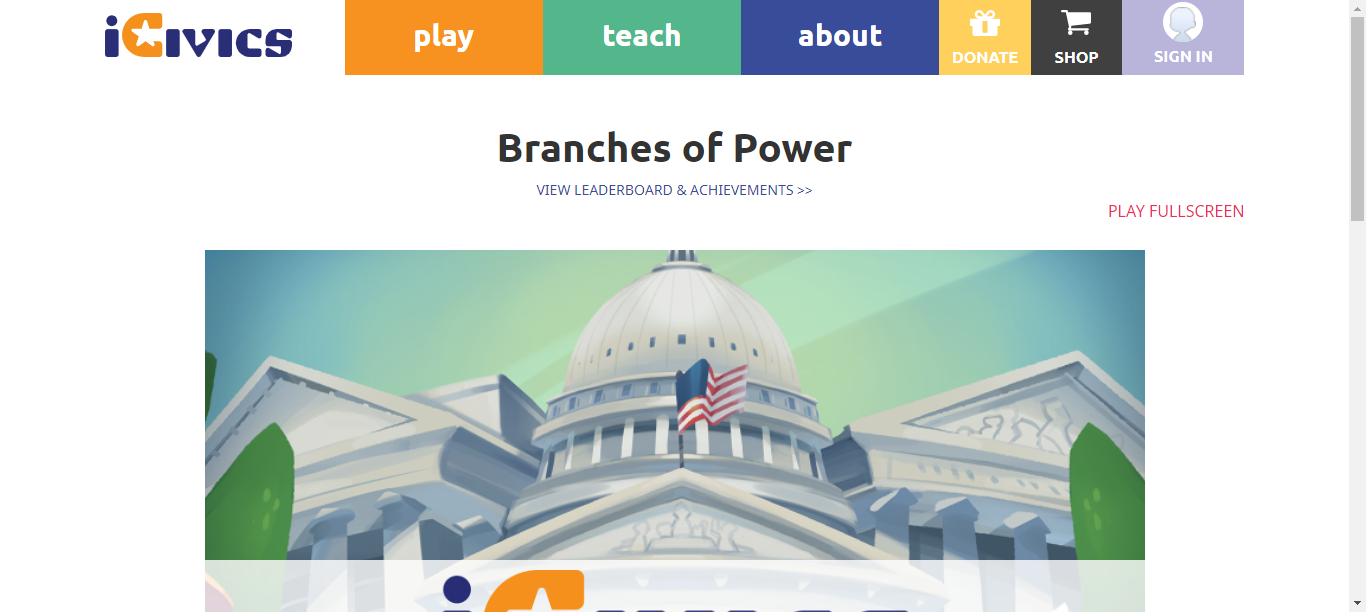 iCivics
play
teach
about
DONATE
SHOP
SIGN IN
Branches of Power
VIEW LEADERBOARD & ACHIEVEMENTS >>
PLAY FULLSCREEN